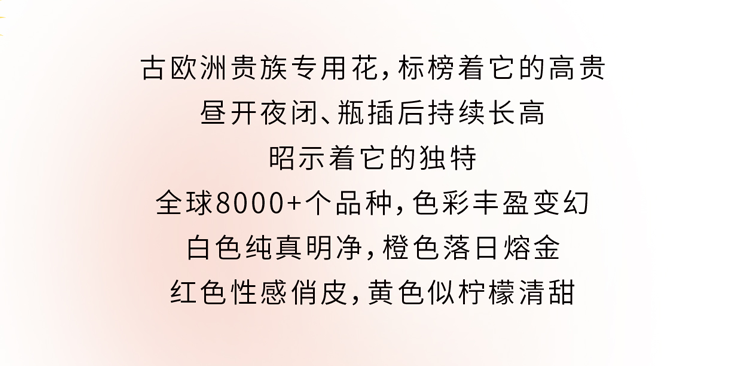 古欧洲贵族专用花，标榜着它的高贵
昼开夜闭、瓶插后持续长高
昭示着它的独特
全球8000+个品种，色彩丰盈变幻
白色纯真明净，橙色落日熔金
红色性感俏皮，黄色似柠檬清甜